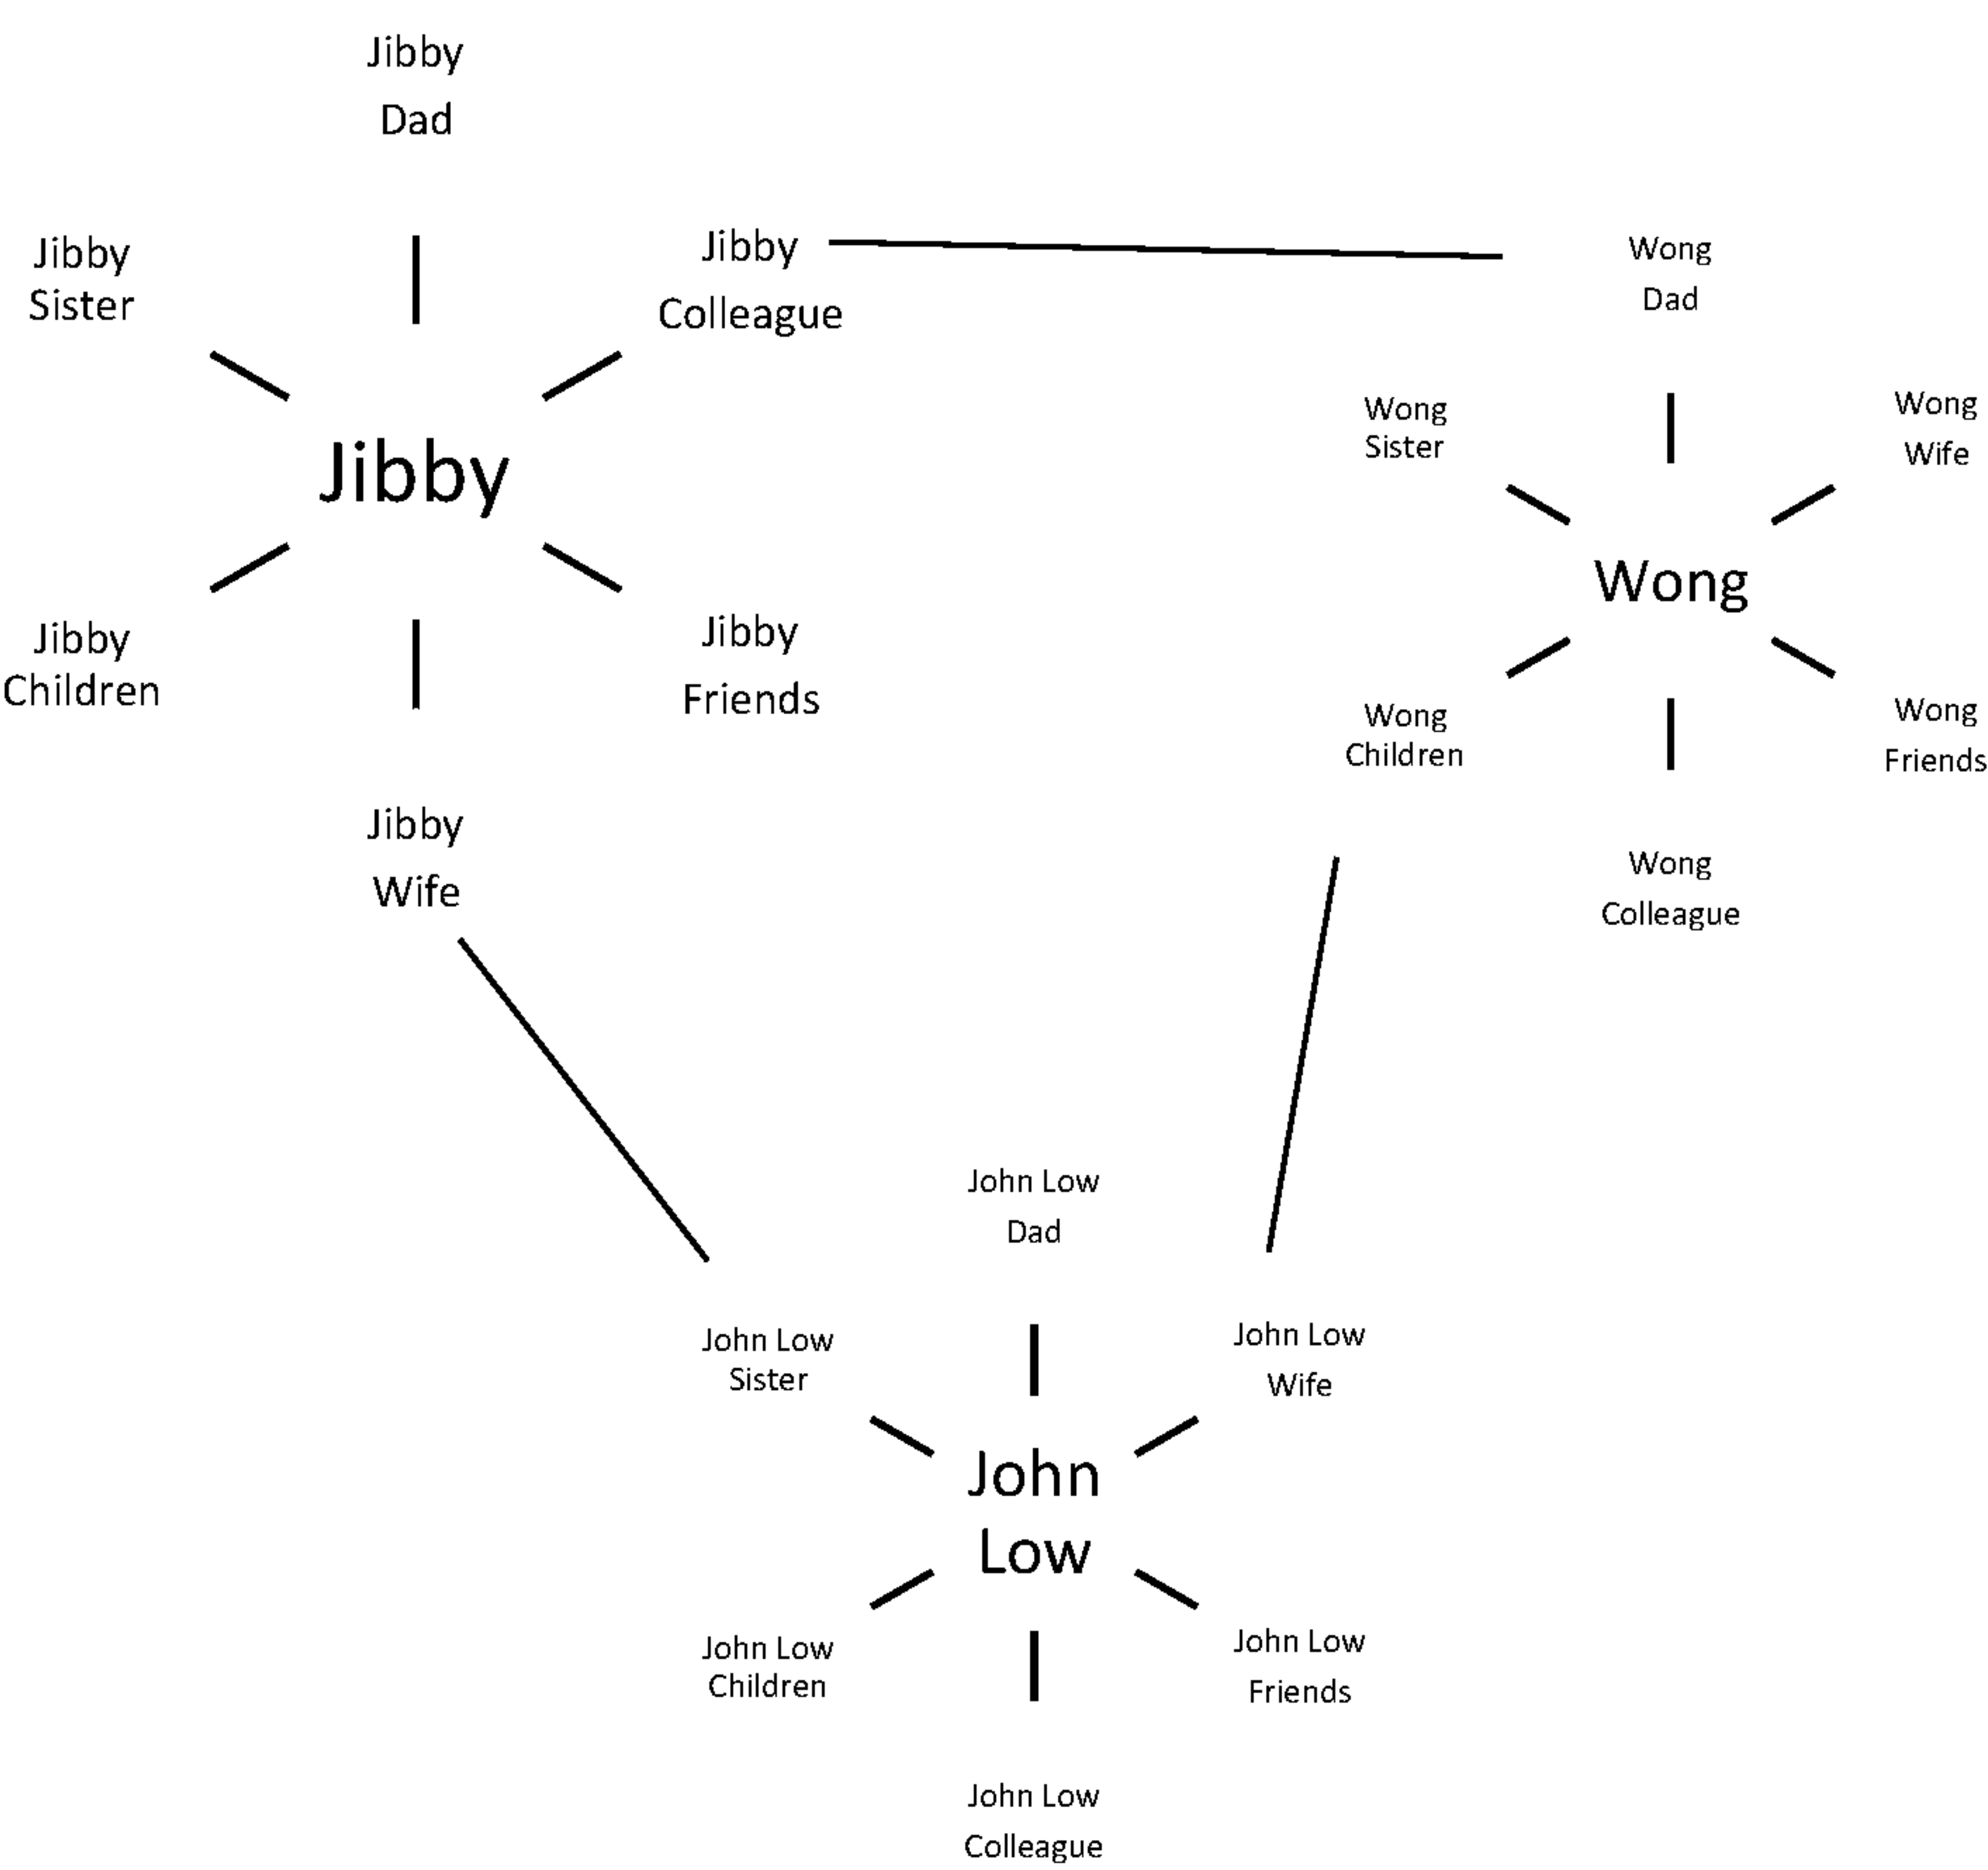 Jibby
Dad
Jibby
Sister
Jibby
Colleague
Jibby
Jibby
Children
Jibby
Friends
Jibby
Wife
Wong
Dad
Wong
Sister
Wong
Wife
Wong
Wong
Children
Wong
Friends
Wong
Colleague
John Low
Dad
John Low
Sister
John Low
Wife
John
Low
John Low
Children
John Low
Friends
John Low
Colleague